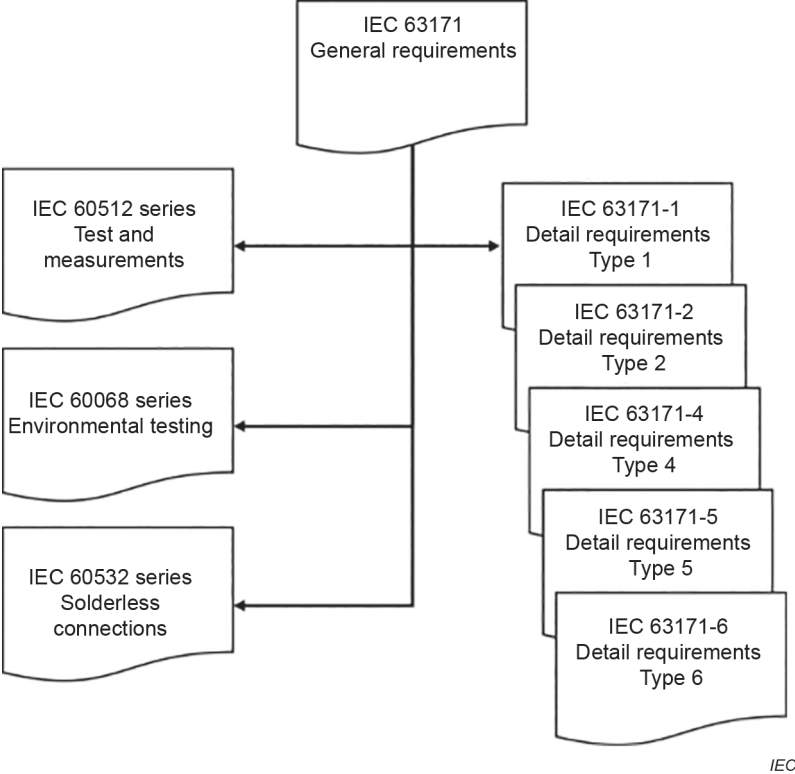 IEC 63171
General requirements
IEC 60512 series
Test and
measurements
IEC 60068 series
Environmental testing
IEC 60532 series
Solderless
connections
IEC 63171-1
Detail requirements
Type 1
IEC 63171-2
Detail requirements
Type 2
IEC 63171-4
Detail requirements
Type 4
IEC 63171-5
Detail requirements
Type 5
IEC 63171-6
Detail requirements
Type 6
IEC